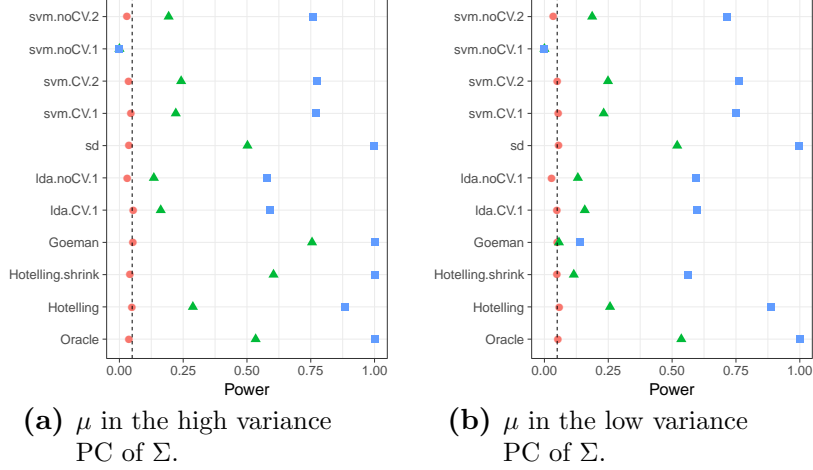 svm.noCV.2
svm.noCV.1
svm.CV.2
svm.CV.1
sd
lda.noCV.1
lda.CV.1
Goeman
Hotelling.shrink
Hotelling
Oracle
0.00 0.25 0.50 0.75 1.00
Power
(a) μ in the high variance
PC of Σ.
svm.noCV.2
svm.noCV.1
svm.CV.2
svm.CV.1
sd
lda.noCV.1
lda.CV.1
Goeman
Hotelling.shrink
Hotelling
Oracle
0.00 0.25 0.50 0.75 1.00
Power
(b) μ in the low variance
PC of Σ.